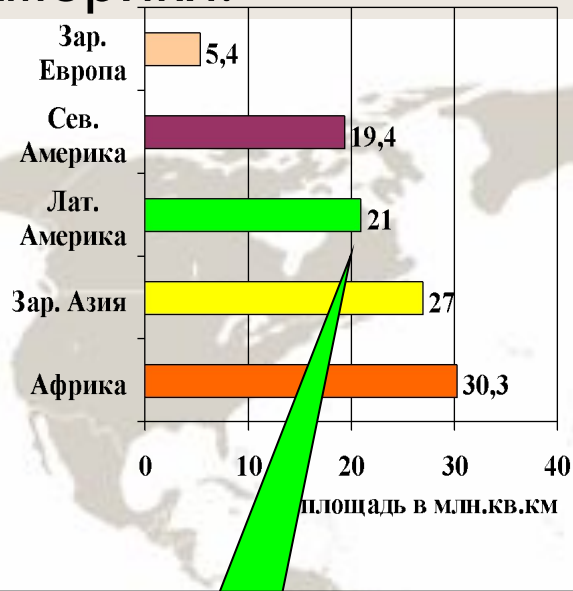 Зар.
Европа
5,4
Сев.
Америка
19,4
Лат.
Америка
21
Зар. Азия
27
Африка
30,3
0 10 20 30 40
площадь в млн.кв.км